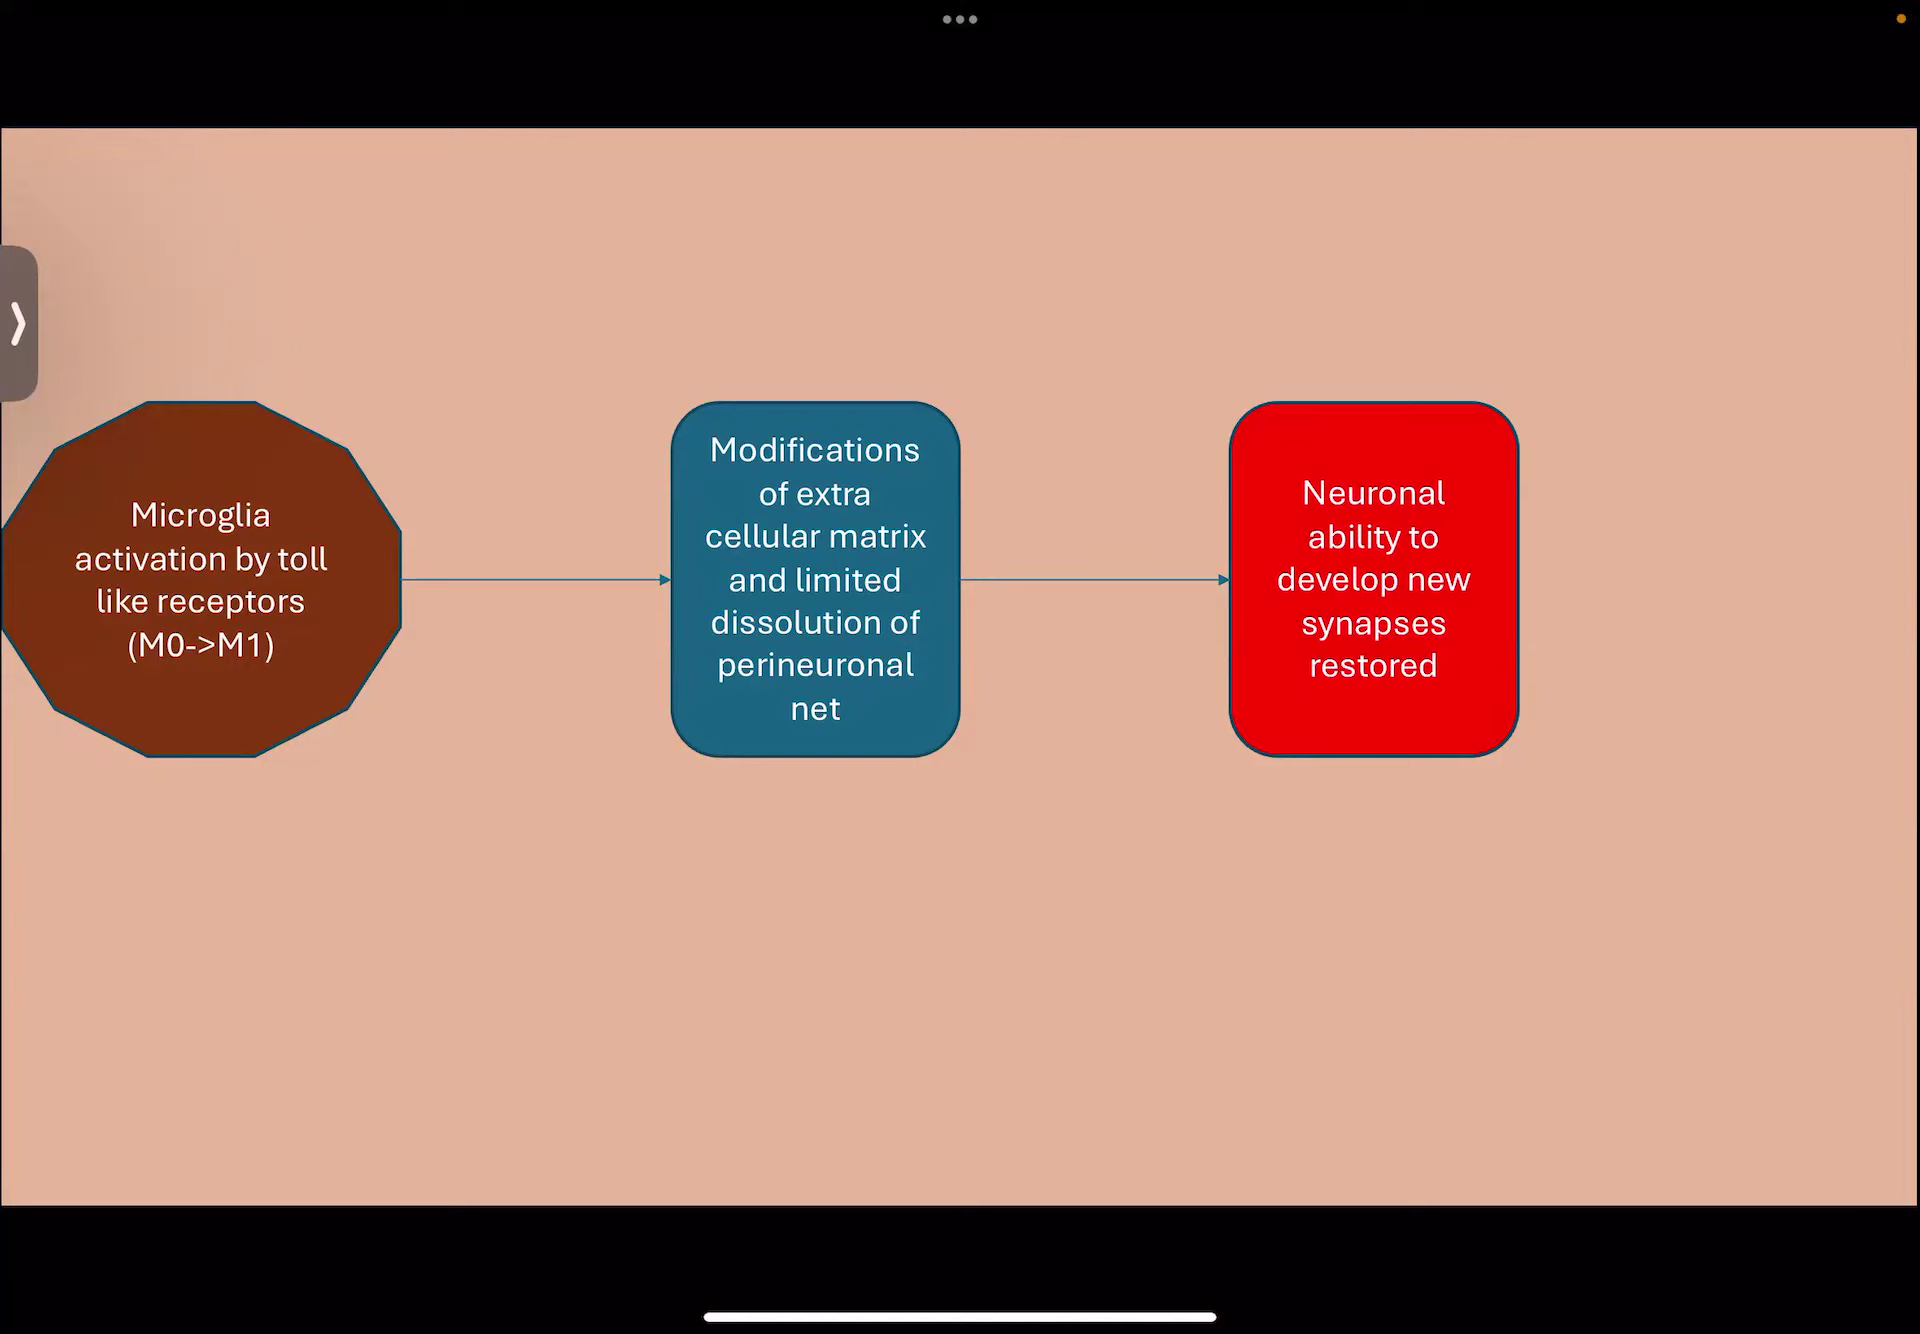 Microglia
activation by toll
like receptors
(M0->M1)
Modifications
of extra
cellular matrix
and limited
dissolution of
perineuronal
net
Neuronal
ability to
develop new
synapses
restored